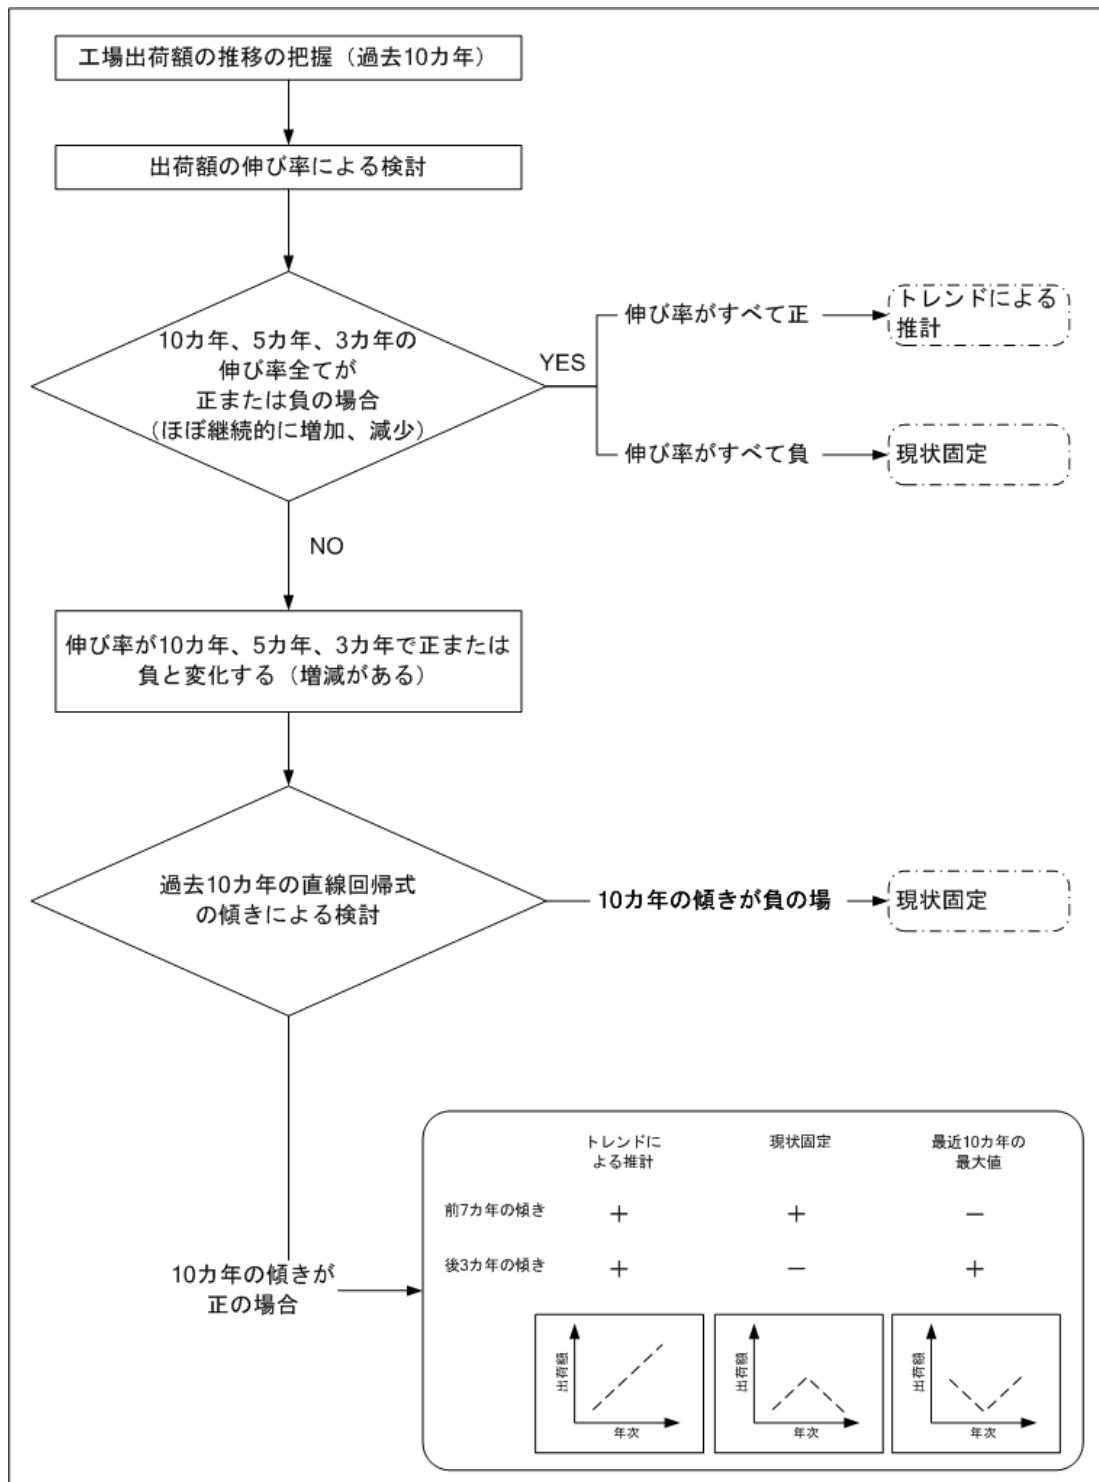 工場出荷額の推移の把握（過去10カ年）
出荷額の伸び率による検討
10カ年、5カ年、3カ年の
伸び率全てが
正または負の場合
（ほぼ継続的に増加、減少）
YES
伸び率がすべて正
トレンドによる
推計
伸び率がすべて負
現状固定
NO
伸び率が10カ年、5カ年、3カ年で正または
負と変化する（増減がある）
過去10カ年の直線回帰式
の傾きによる検討
10カ年の傾きが負の場
現状固定
10カ年の傾きが
正の場合
トレンドに
よる推計
現状固定
最近10カ年の
最大値
前7カ年の傾き
＋
＋
－
後3カ年の傾き
＋
－
＋
出荷額
年次
出荷額
年次
出荷額
年次